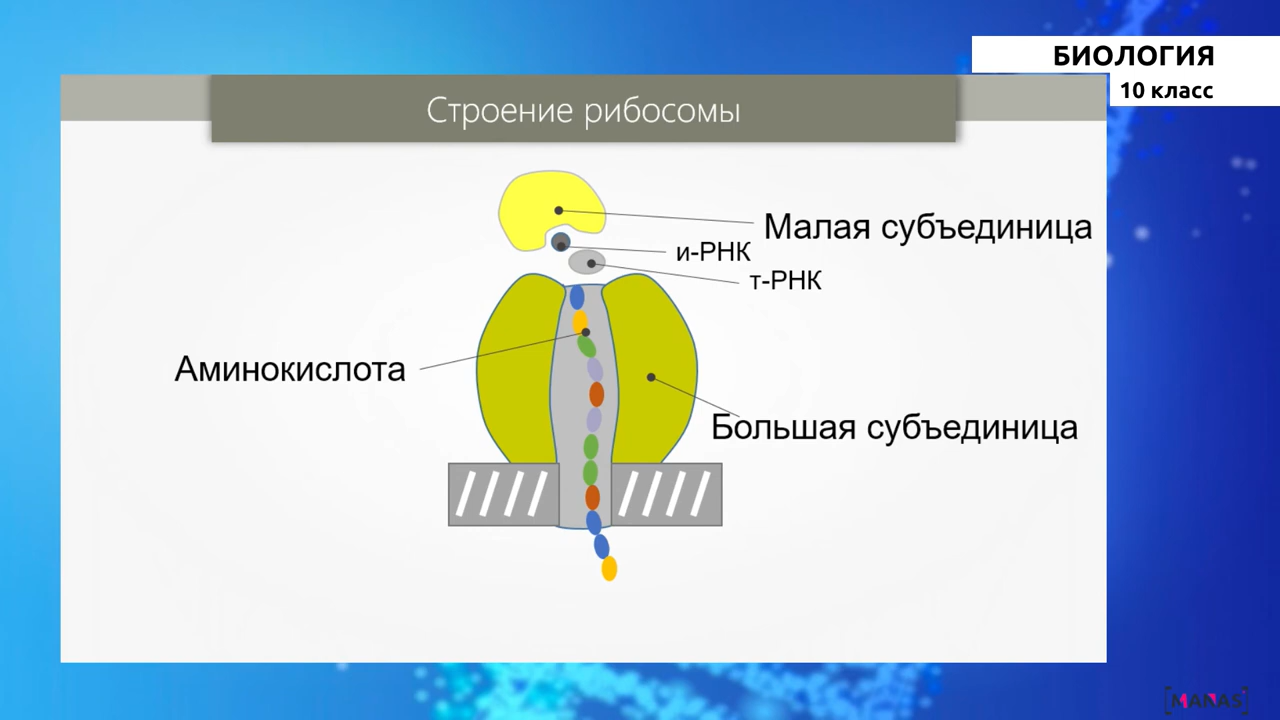 БИОЛОГИЯ
10 класс
Строение рибосомы
Малая субъединица
и-РНК
т-РНК
Аминокислота
Большая субъединица
MANAS